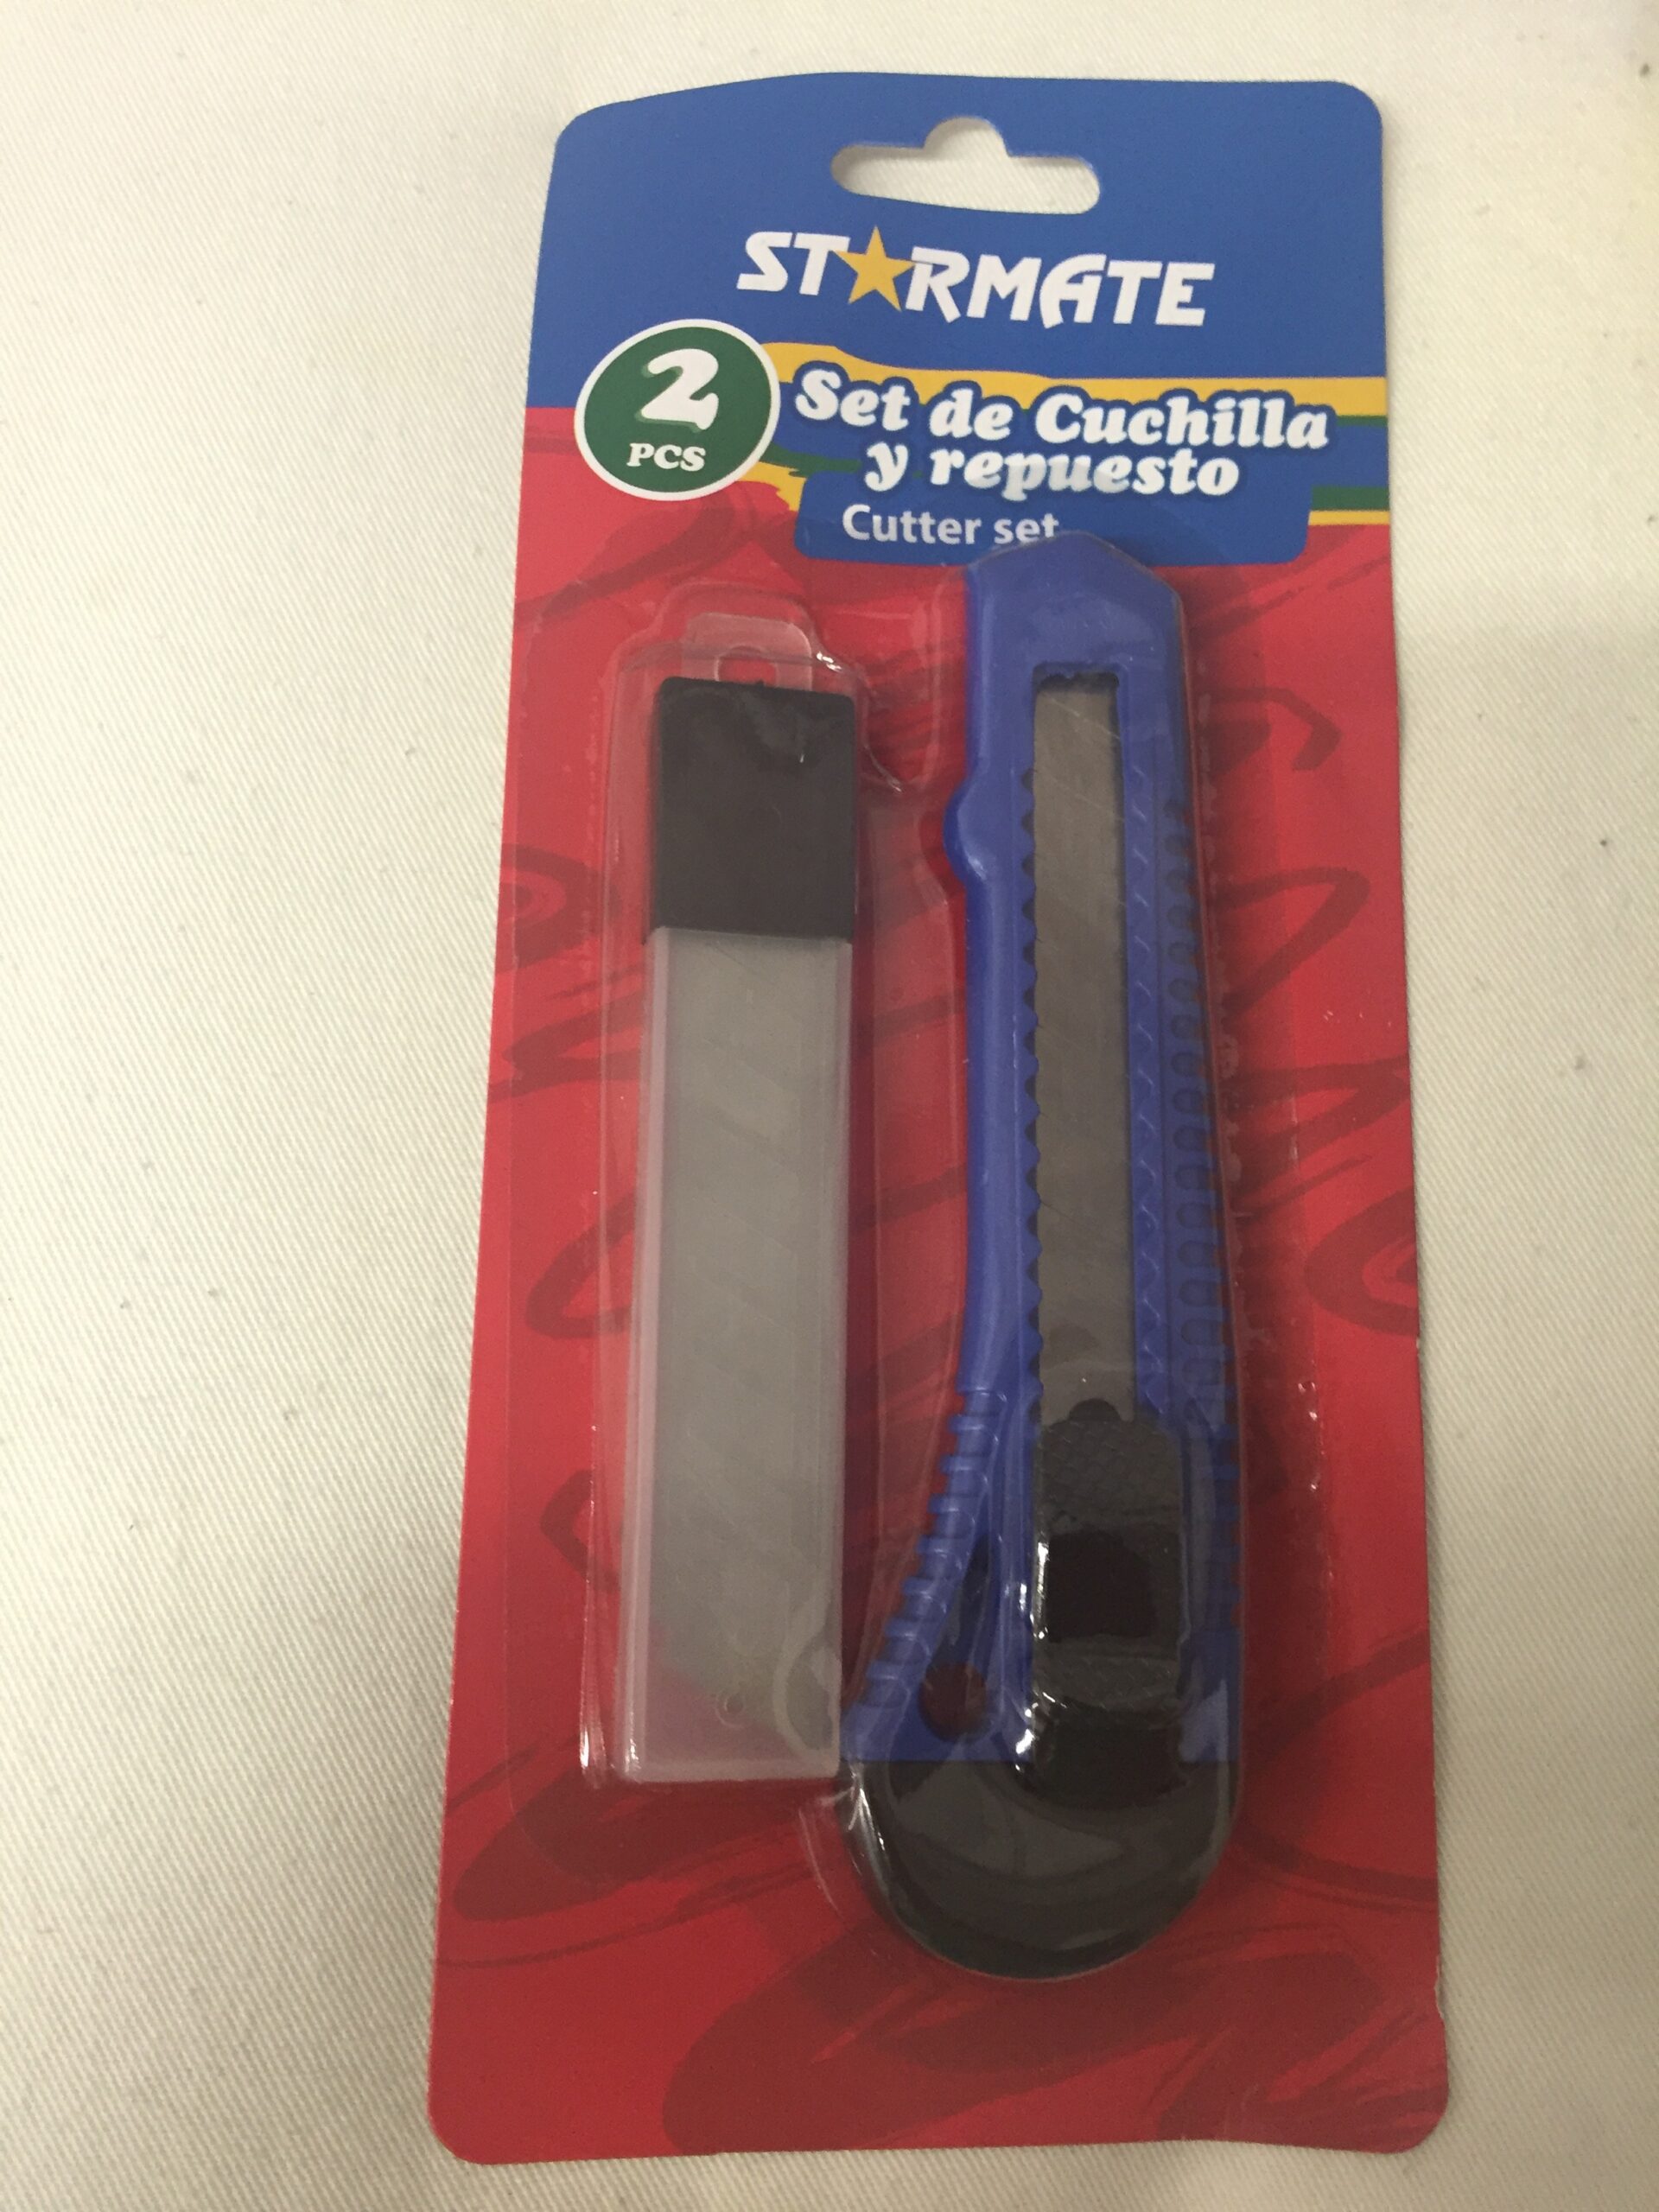 STARMATE
2
PCS
Set de Cuchilla
y repuesto
Cutter set